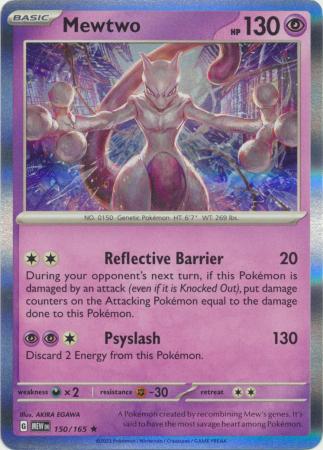 BASIC
Mewtwo HP 130
NO. 0150 Genetic Pokémon HT: 6'7" WT: 269 lbs.
Reflective Barrier 20
During your opponent's next turn, if this Pokémon is
damaged by an attack (even if it is Knocked Out), put damage
counters on the Attacking Pokémon equal to the damage
done to this Pokémon.
Psyslash 130
Discard 2 Energy from this Pokémon.
weakness ×2 resistance -30 retreat
Illus. AKIRA EGAWA
G MEW EN 150/165 ★
A Pokémon created by recombining Mew's genes. It's
said to have the most savage heart among Pokémon.
©2023 Pokémon / Nintendo / Creatures / GAME FREAK